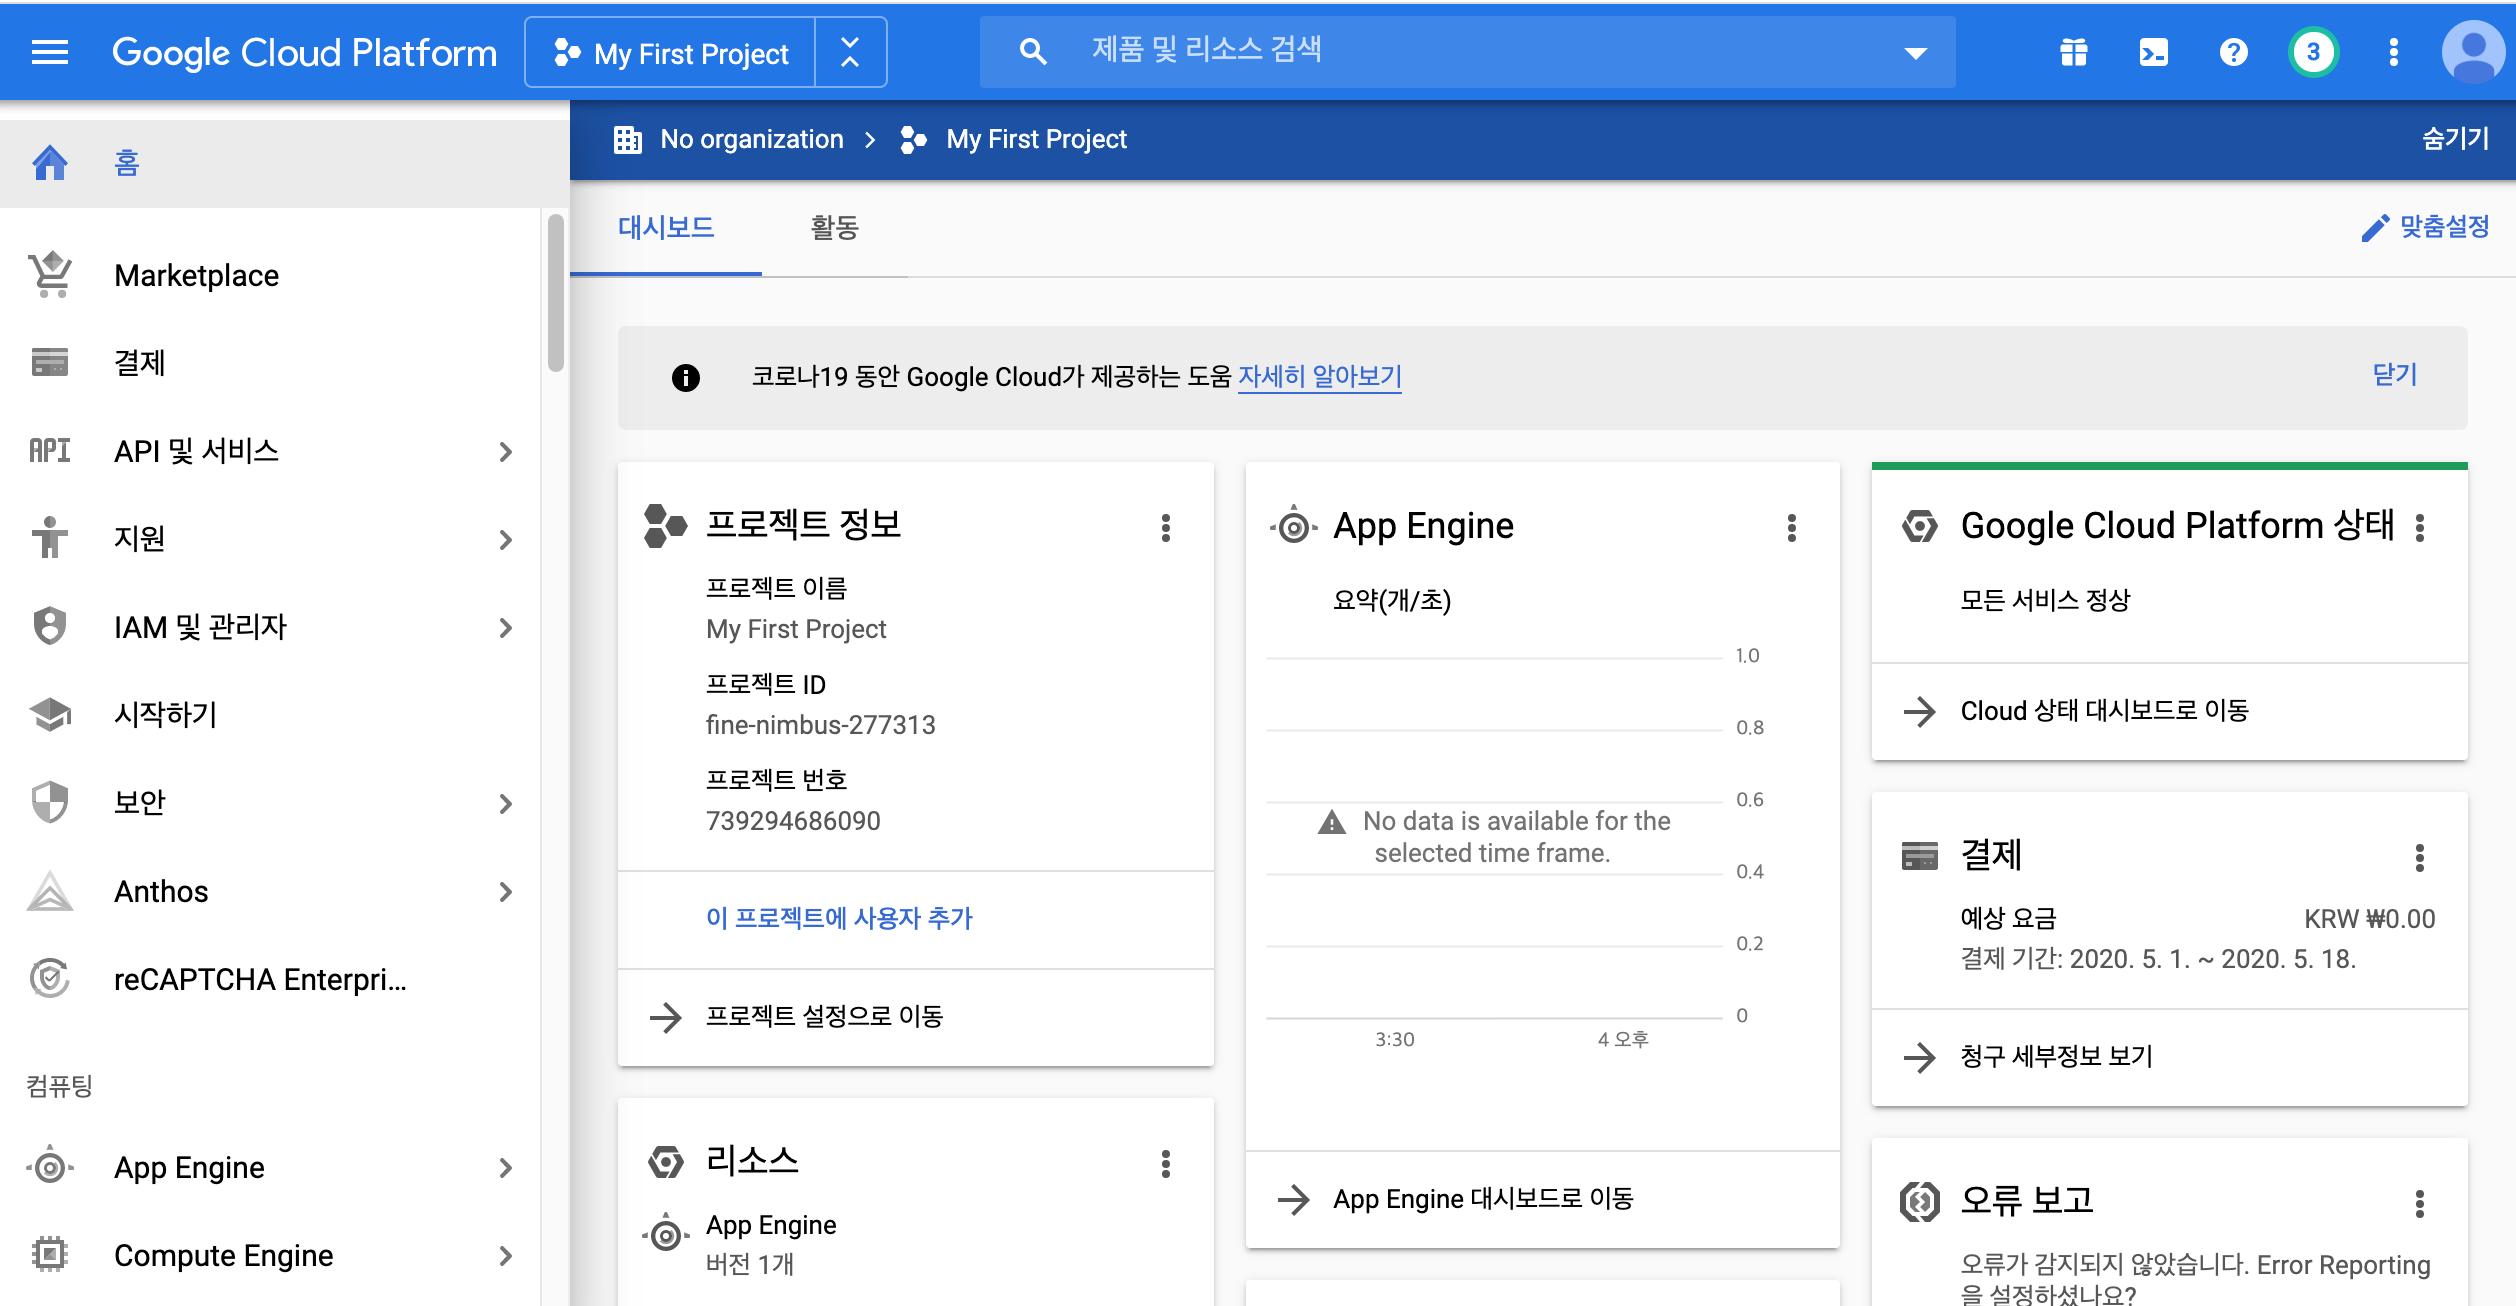 Google Cloud Platform
My First Project
제품 및 리소스 검색
3
No organization > My First Project
숨기기
홈
Marketplace
결제
API 및 서비스
지원
IAM 및 관리자
시작하기
보안
Anthos
reCAPTCHA Enterpri...
컴퓨팅
App Engine
Compute Engine
대시보드
활동
맞춤설정
코로나19 동안 Google Cloud가 제공하는 도움 자세히 알아보기
닫기
프로젝트 정보
프로젝트 이름
My First Project
프로젝트 ID
fine-nimbus-277313
프로젝트 번호
739294686090
이 프로젝트에 사용자 추가
프로젝트 설정으로 이동
리소스
App Engine
버전 1개
App Engine
요약(개/초)
1.0
0.8
0.6
No data is available for the
selected time frame.
0.4
0.2
0
3:30
4 오후
App Engine 대시보드로 이동
Google Cloud Platform 상태
모든 서비스 정상
Cloud 상태 대시보드로 이동
결제
예상 요금
KRW ₩0.00
결제 기간: 2020. 5. 1. ~ 2020. 5. 18.
청구 세부정보 보기
오류 보고
오류가 감지되지 않았습니다. Error Reporting
을 설정하셨나요?